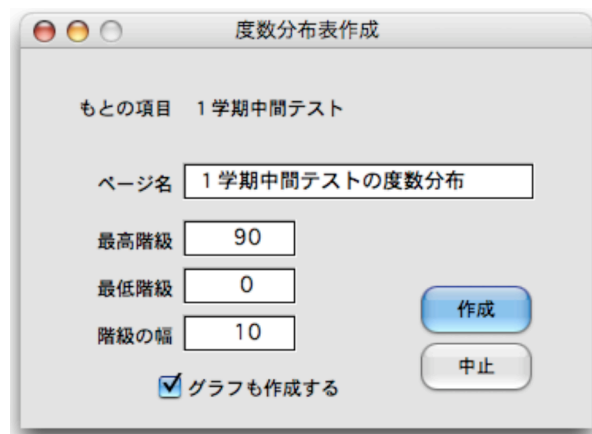 度数分布表作成
もとの項目 1学期中間テスト
ページ名 1学期中間テストの度数分布
最高階級 90
最低階級 0
階級の幅 10
作成
グラフも作成する
中止